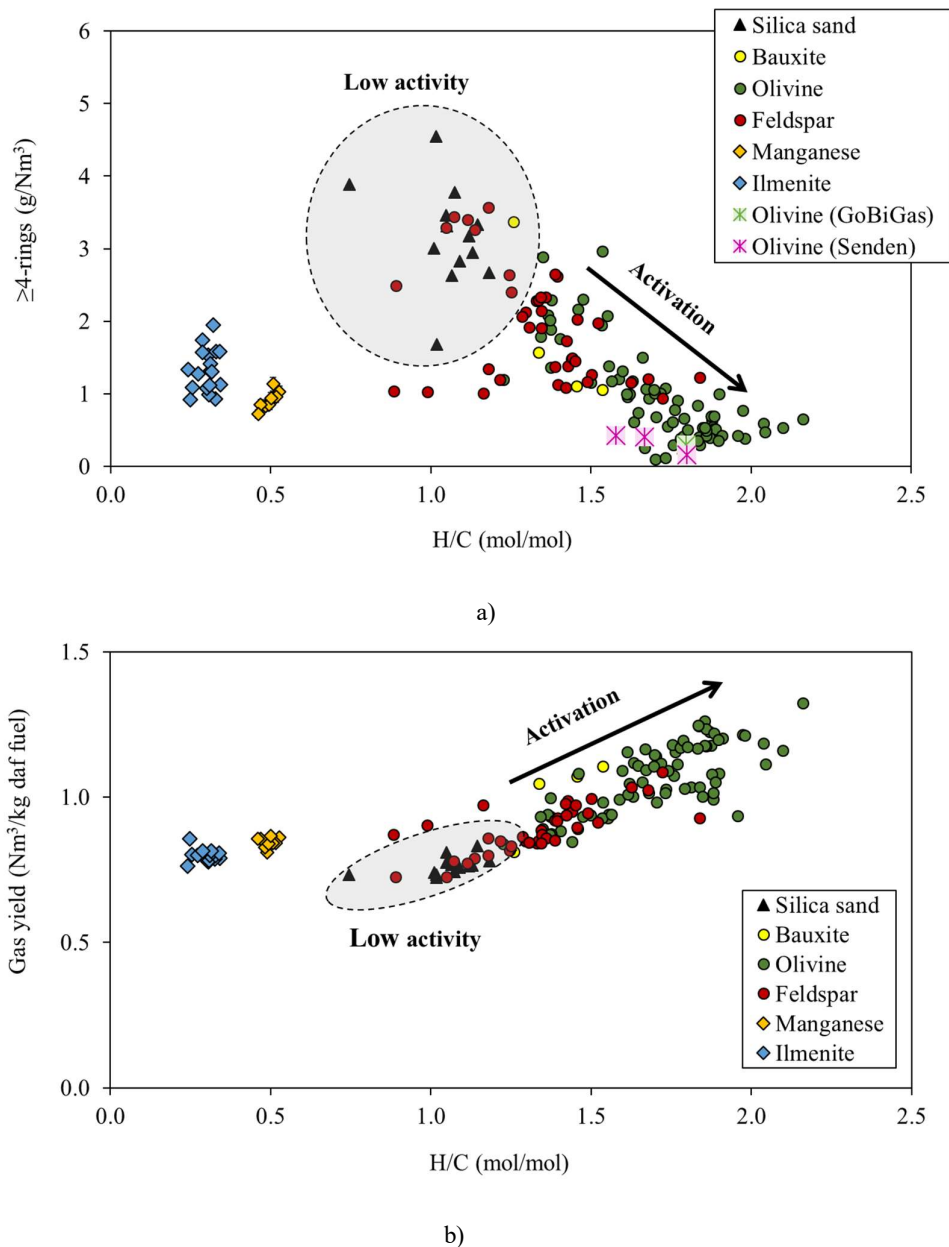 6
5
4
3
2
1
0
≥4-rings (g/Nm³)
Low activity
Activation
Silica sand
Bauxite
Olivine
Feldspar
Manganese
Ilmenite
Olivine (GoBiGas)
Olivine (Senden)
0.0 0.5 1.0 1.5 2.0 2.5
H/C (mol/mol)
a)
1.5
1.0
0.5
0.0
Gas yield (Nm³/kg daf fuel)
Activation
Low activity
Silica sand
Bauxite
Olivine
Feldspar
Manganese
Ilmenite
0.0 0.5 1.0 1.5 2.0 2.5
H/C (mol/mol)
b)